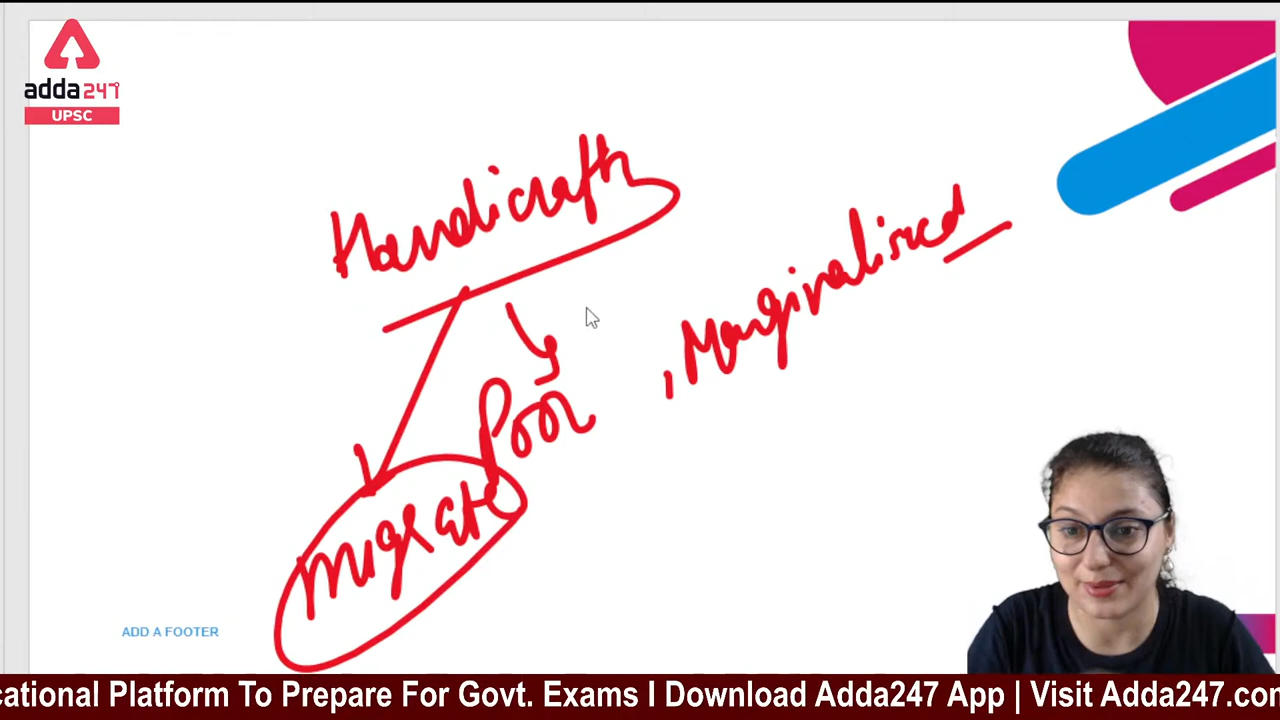 adda247
UPSC
Handicrafts
, Marginalised
Poor
migrate
ADD A FOOTER
cational Platform To Prepare For Govt. Exams I Download Adda247 App | Visit Adda247.com